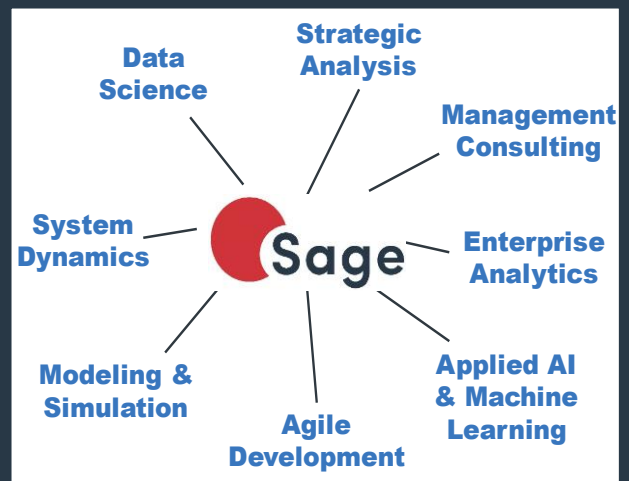 Strategic
Analysis
Data
Science
Management
Consulting
System
Dynamics
Sage
Enterprise
Analytics
Modeling &
Simulation
Applied AI
& Machine
Learning
Agile
Development